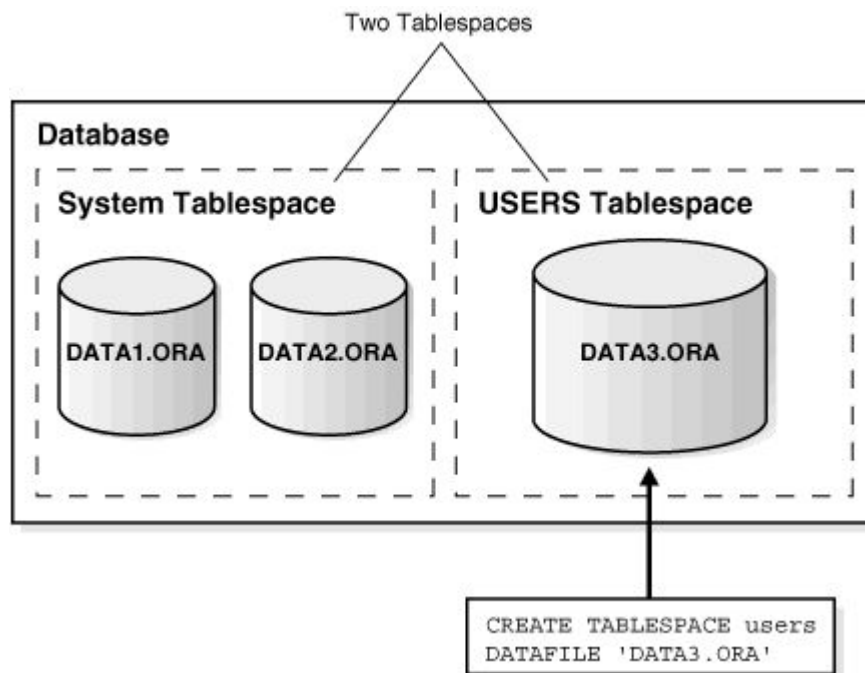 Two Tablespaces
Database
System Tablespace
USERS Tablespace
DATA1.ORA
DATA2.ORA
DATA3.ORA
CREATE TABLESPACE users
DATAFILE 'DATA3.ORA'